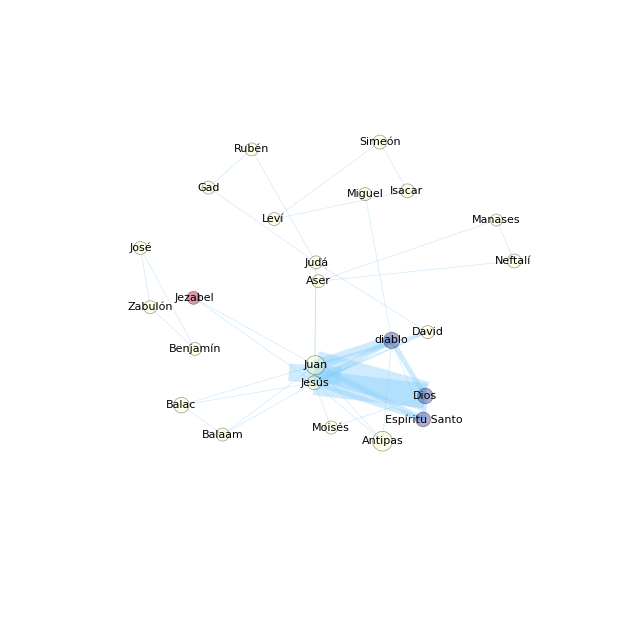 Simeón
Rubén
Gad
Miguel
Isacar
Leví
Manases
José
Judá
Neftalí
Aser
Jezabel
Zabulón
David
diablo
Benjamín
Juan
Jesús
Dios
Balac
Espíritu Santo
Moisés
Balaam
Antipas